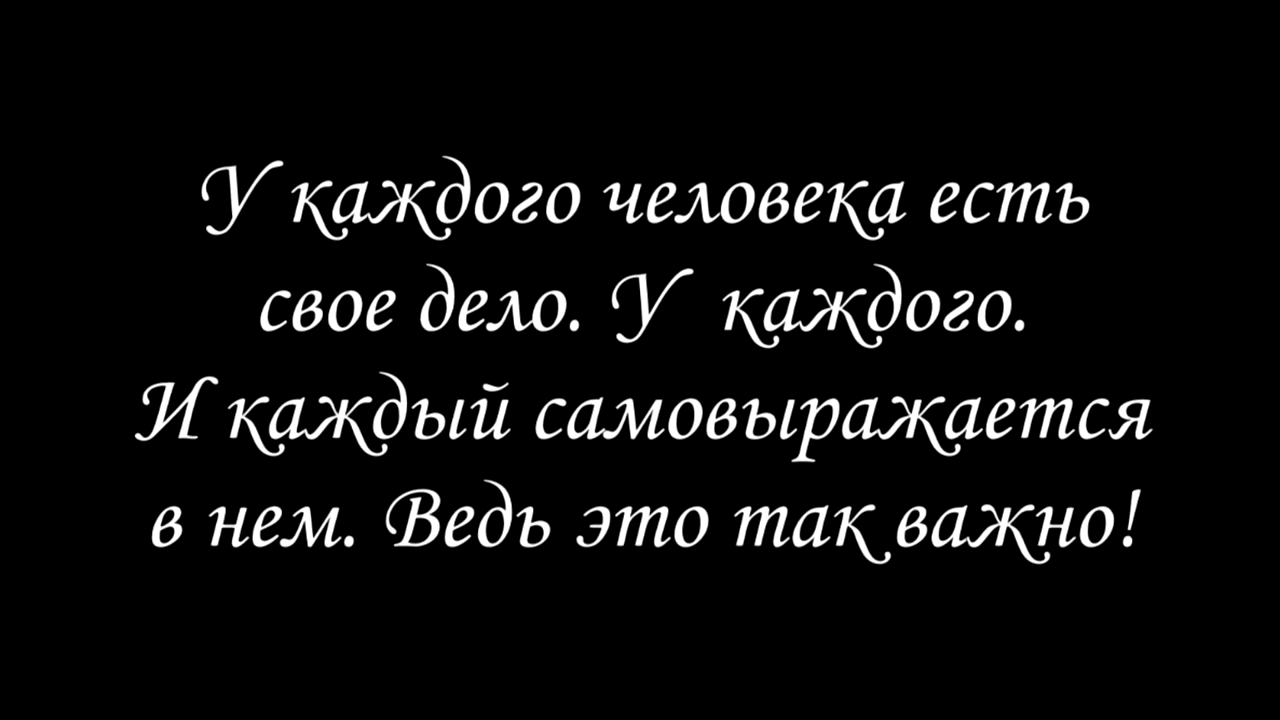 У каждого человека есть
свое дело. У каждого.
И каждый самовыражается
в нем. Ведь это так важно!